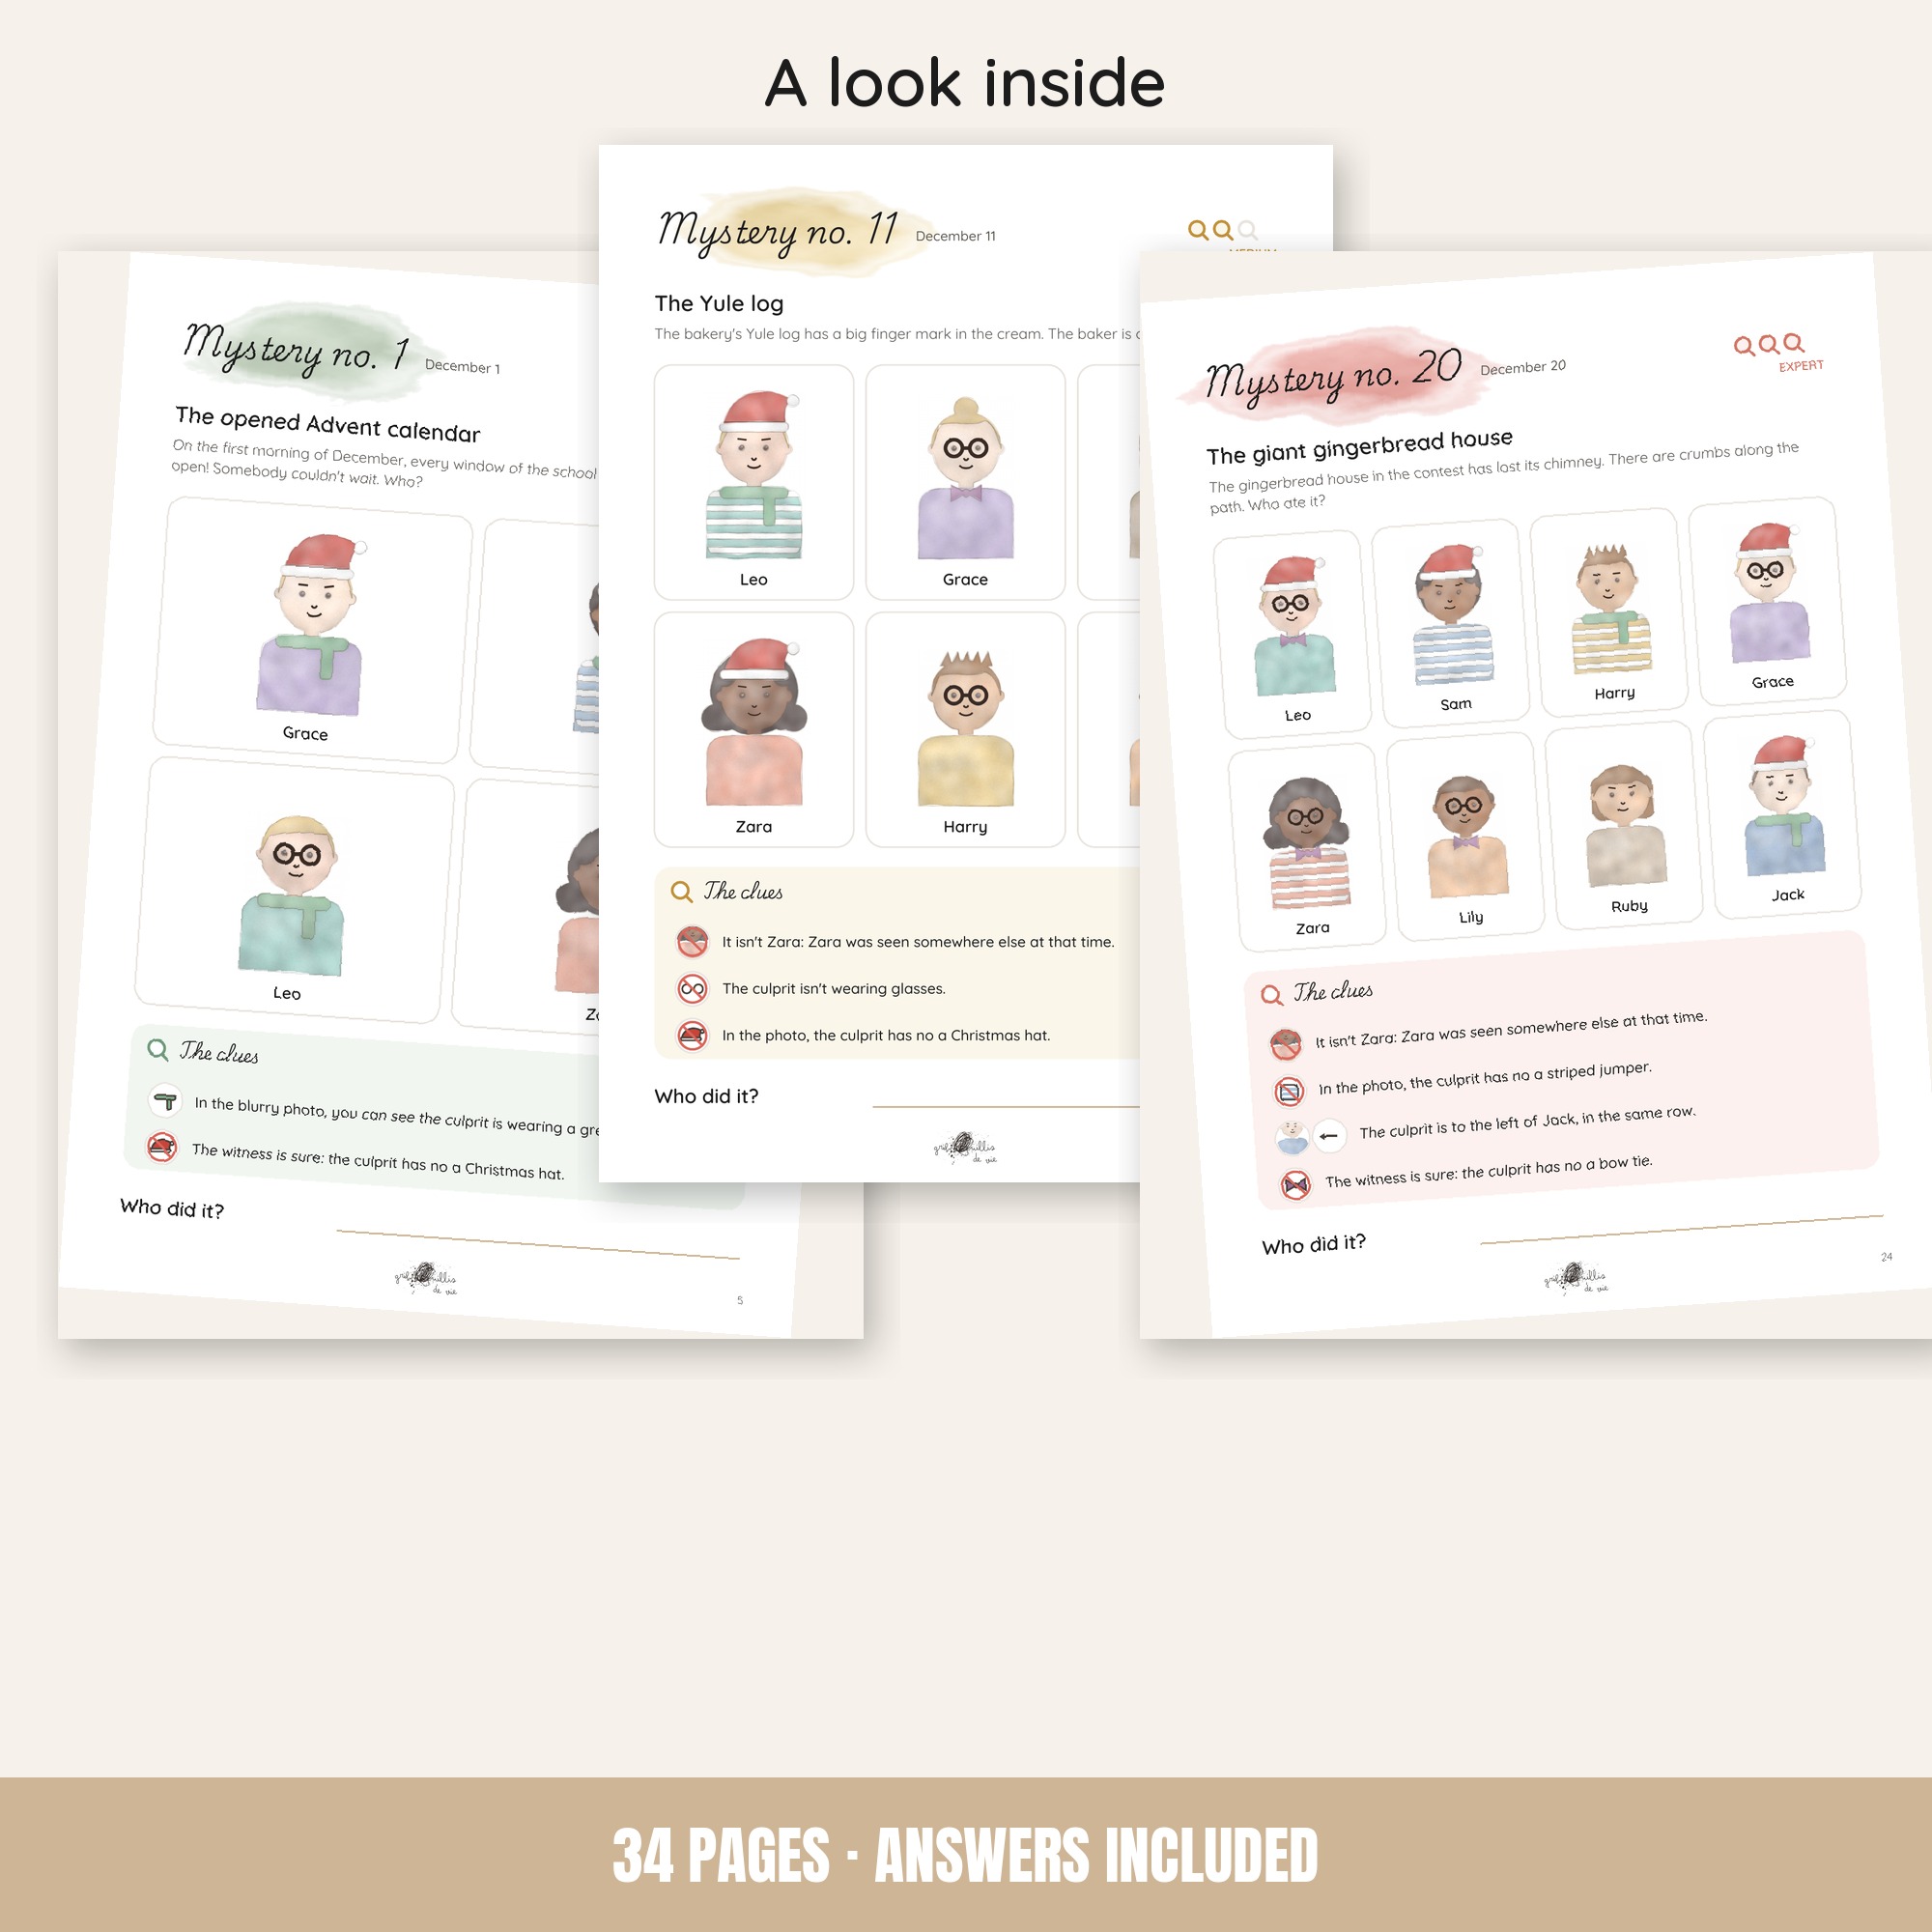 A look inside
Mystery no. 1 December 1
The opened Advent calendar
On the first morning of December, every window of the school
open! Somebody couldn't wait. Who?
Grace
Leo
The clues
In the blurry photo, you can see the culprit is wearing a
The witness is sure: the culprit has no a Christmas hat.
Who did it?
5
Mystery no. 11 December 11
The Yule log
The bakery's Yule log has a big finger mark in the cream. The baker is
Leo
Grace
Zara
Harry
The clues
It isn't Zara: Zara was seen somewhere else at that time.
The culprit isn't wearing glasses.
In the photo, the culprit has no a Christmas hat.
Who did it?
Mystery no. 20 December 20
EXPERT
The giant gingerbread house
The gingerbread house in the contest has lost its chimney. There are crumbs along the
path. Who ate it?
Leo
Sam
Harry
Grace
Zara
Lily
Ruby
Jack
The clues
It isn't Zara: Zara was seen somewhere else at that time.
In the photo, the culprit has no a striped jumper.
The culprit is to the left of Jack, in the same row.
The witness is sure: the culprit has no a bow tie.
Who did it?
24
34 PAGES · ANSWERS INCLUDED